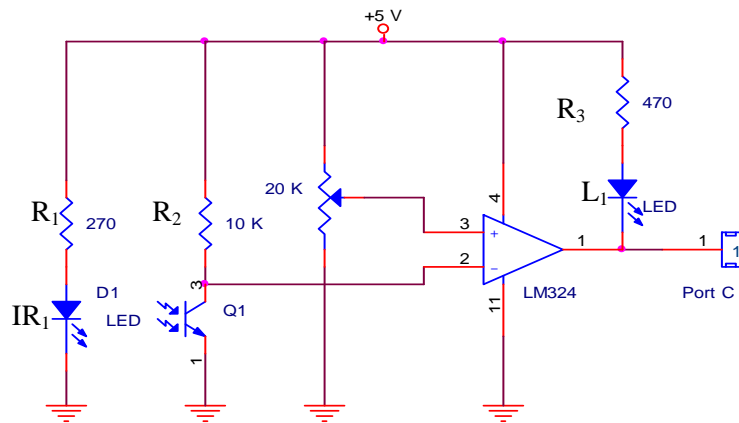 +5 V
R3
470
L1
LED
R1
270
R2
10 K
20 K
4
3
+
2
-
1
1
1
11
LM324
Port C
D1
IR1
LED
3
Q1
1